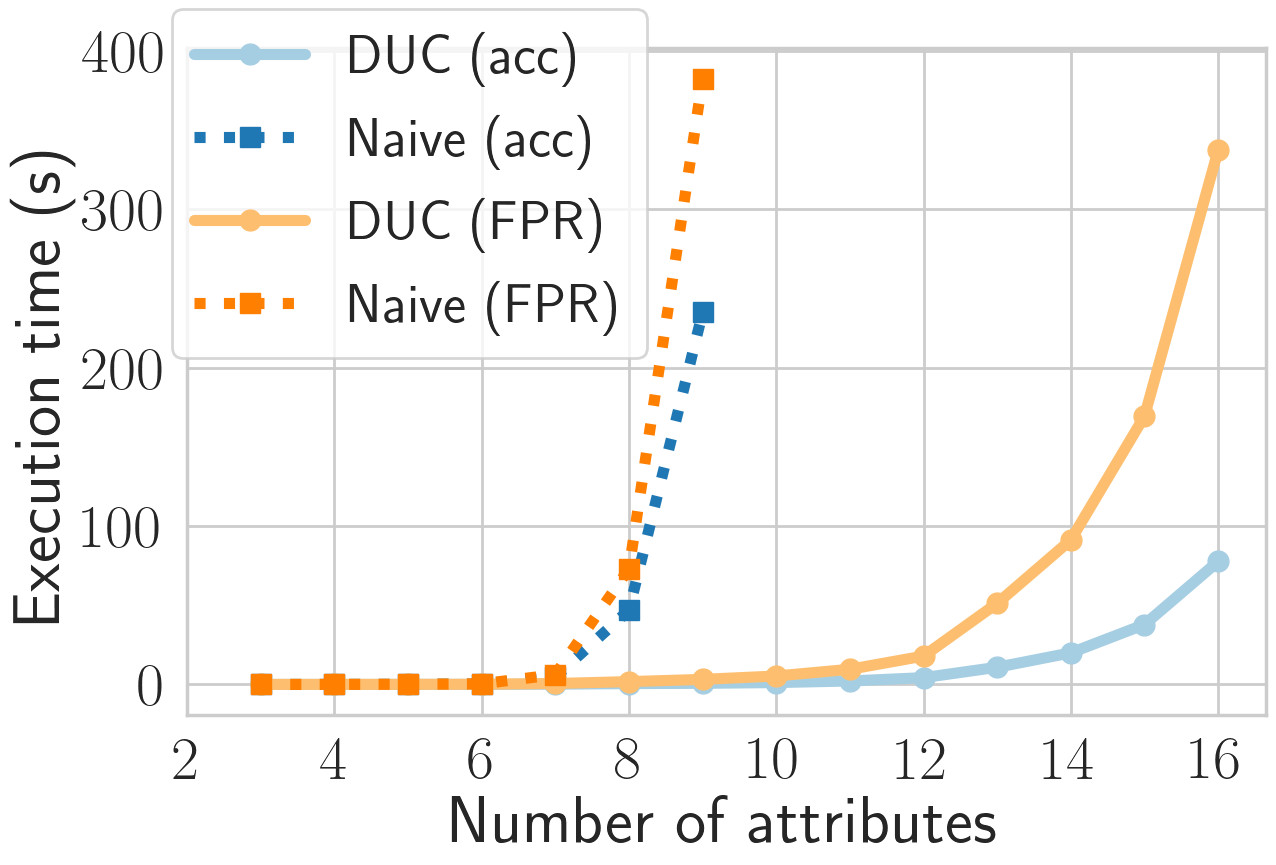 DUC (acc)
Naive (acc)
DUC (FPR)
Naive (FPR)
Execution time (s)
400
300
200
100
0
2 4 6 8 10 12 14 16
Number of attributes